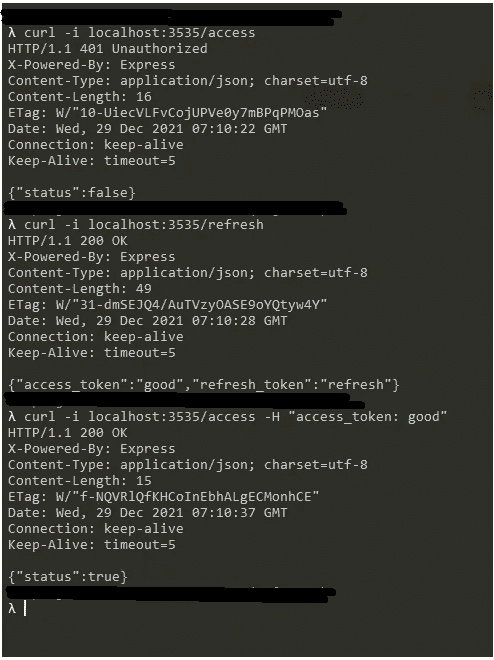 λ curl -i localhost:3535/access
HTTP/1.1 401 Unauthorized
X-Powered-By: Express
Content-Type: application/json; charset=utf-8
Content-Length: 16
ETag: W/"10-UiecVLFvCojUPVe0y7mBPqPMOas"
Date: Wed, 29 Dec 2021 07:10:22 GMT
Connection: keep-alive
Keep-Alive: timeout=5
{"status":false}
λ curl -i localhost:3535/refresh
HTTP/1.1 200 OK
X-Powered-By: Express
Content-Type: application/json; charset=utf-8
Content-Length: 49
ETag: W/"31-dmSEJQ4/AuTVzyOASE9oYQtyw4Y"
Date: Wed, 29 Dec 2021 07:10:28 GMT
Connection: keep-alive
Keep-Alive: timeout=5
{"access_token":"good","refresh_token":"refresh"}
λ curl -i localhost:3535/access -H "access_token: good"
HTTP/1.1 200 OK
X-Powered-By: Express
Content-Type: application/json; charset=utf-8
Content-Length: 15
ETag: W/"f-NQVRlQfKHCoInEbhALgECMonhCE"
Date: Wed, 29 Dec 2021 07:10:37 GMT
Connection: keep-alive
Keep-Alive: timeout=5
{"status":true}
λ